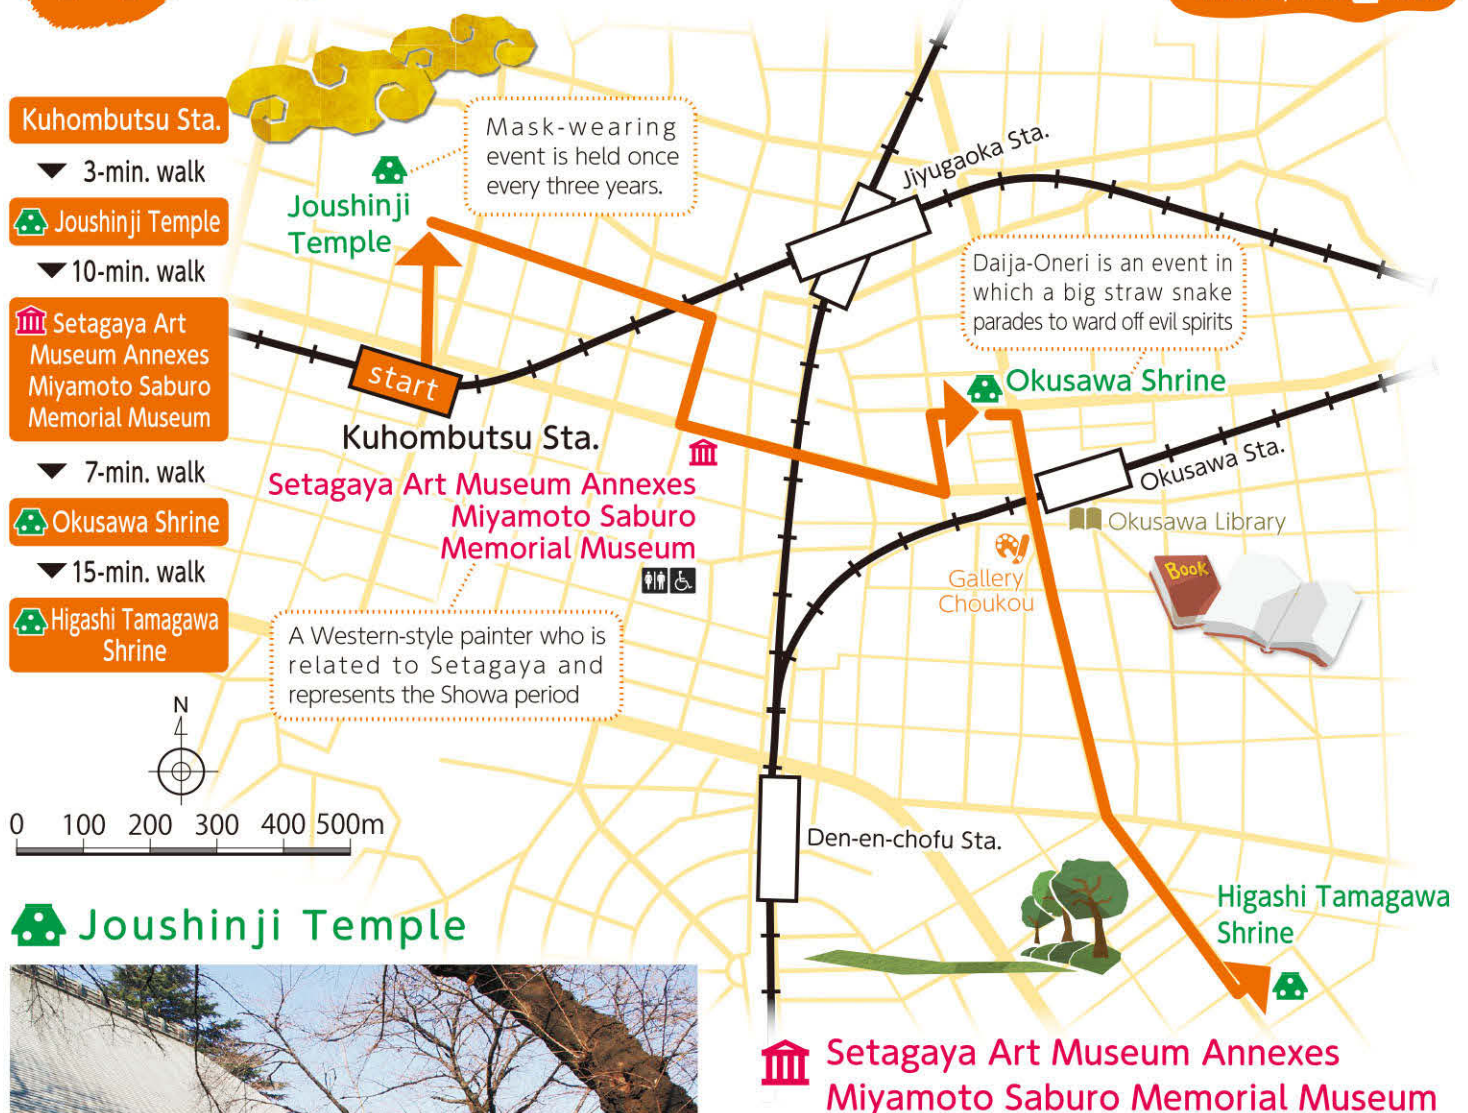 Kuhombutsu Sta.
3-min. walk
Joushinji Temple
10-min. walk
Setagaya Art
Museum Annexes
Miyamoto Saburo
Memorial Museum
7-min. walk
Okusawa Shrine
15-min. walk
Higashi Tamagawa
Shrine
N
0 100 200 300 400 500m
Mask-wearing
event is held once
every three years.
Joushinji
Temple
Jiyugaoka Sta.
Daija-Oneri is an event in
which a big straw snake
parades to ward off evil spirits
start
Kuhombutsu Sta.
Okusawa Shrine
Setagaya Art Museum Annexes
Miyamoto Saburo
Memorial Museum
Okusawa Sta.
Okusawa Library
Gallery
Choukou
Book
A Western-style painter who is
related to Setagaya and
represents the Showa period
Den-en-chofu Sta.
Higashi Tamagawa
Shrine
Joushinji Temple
Setagaya Art Museum Annexes
Miyamoto Saburo Memorial Museum